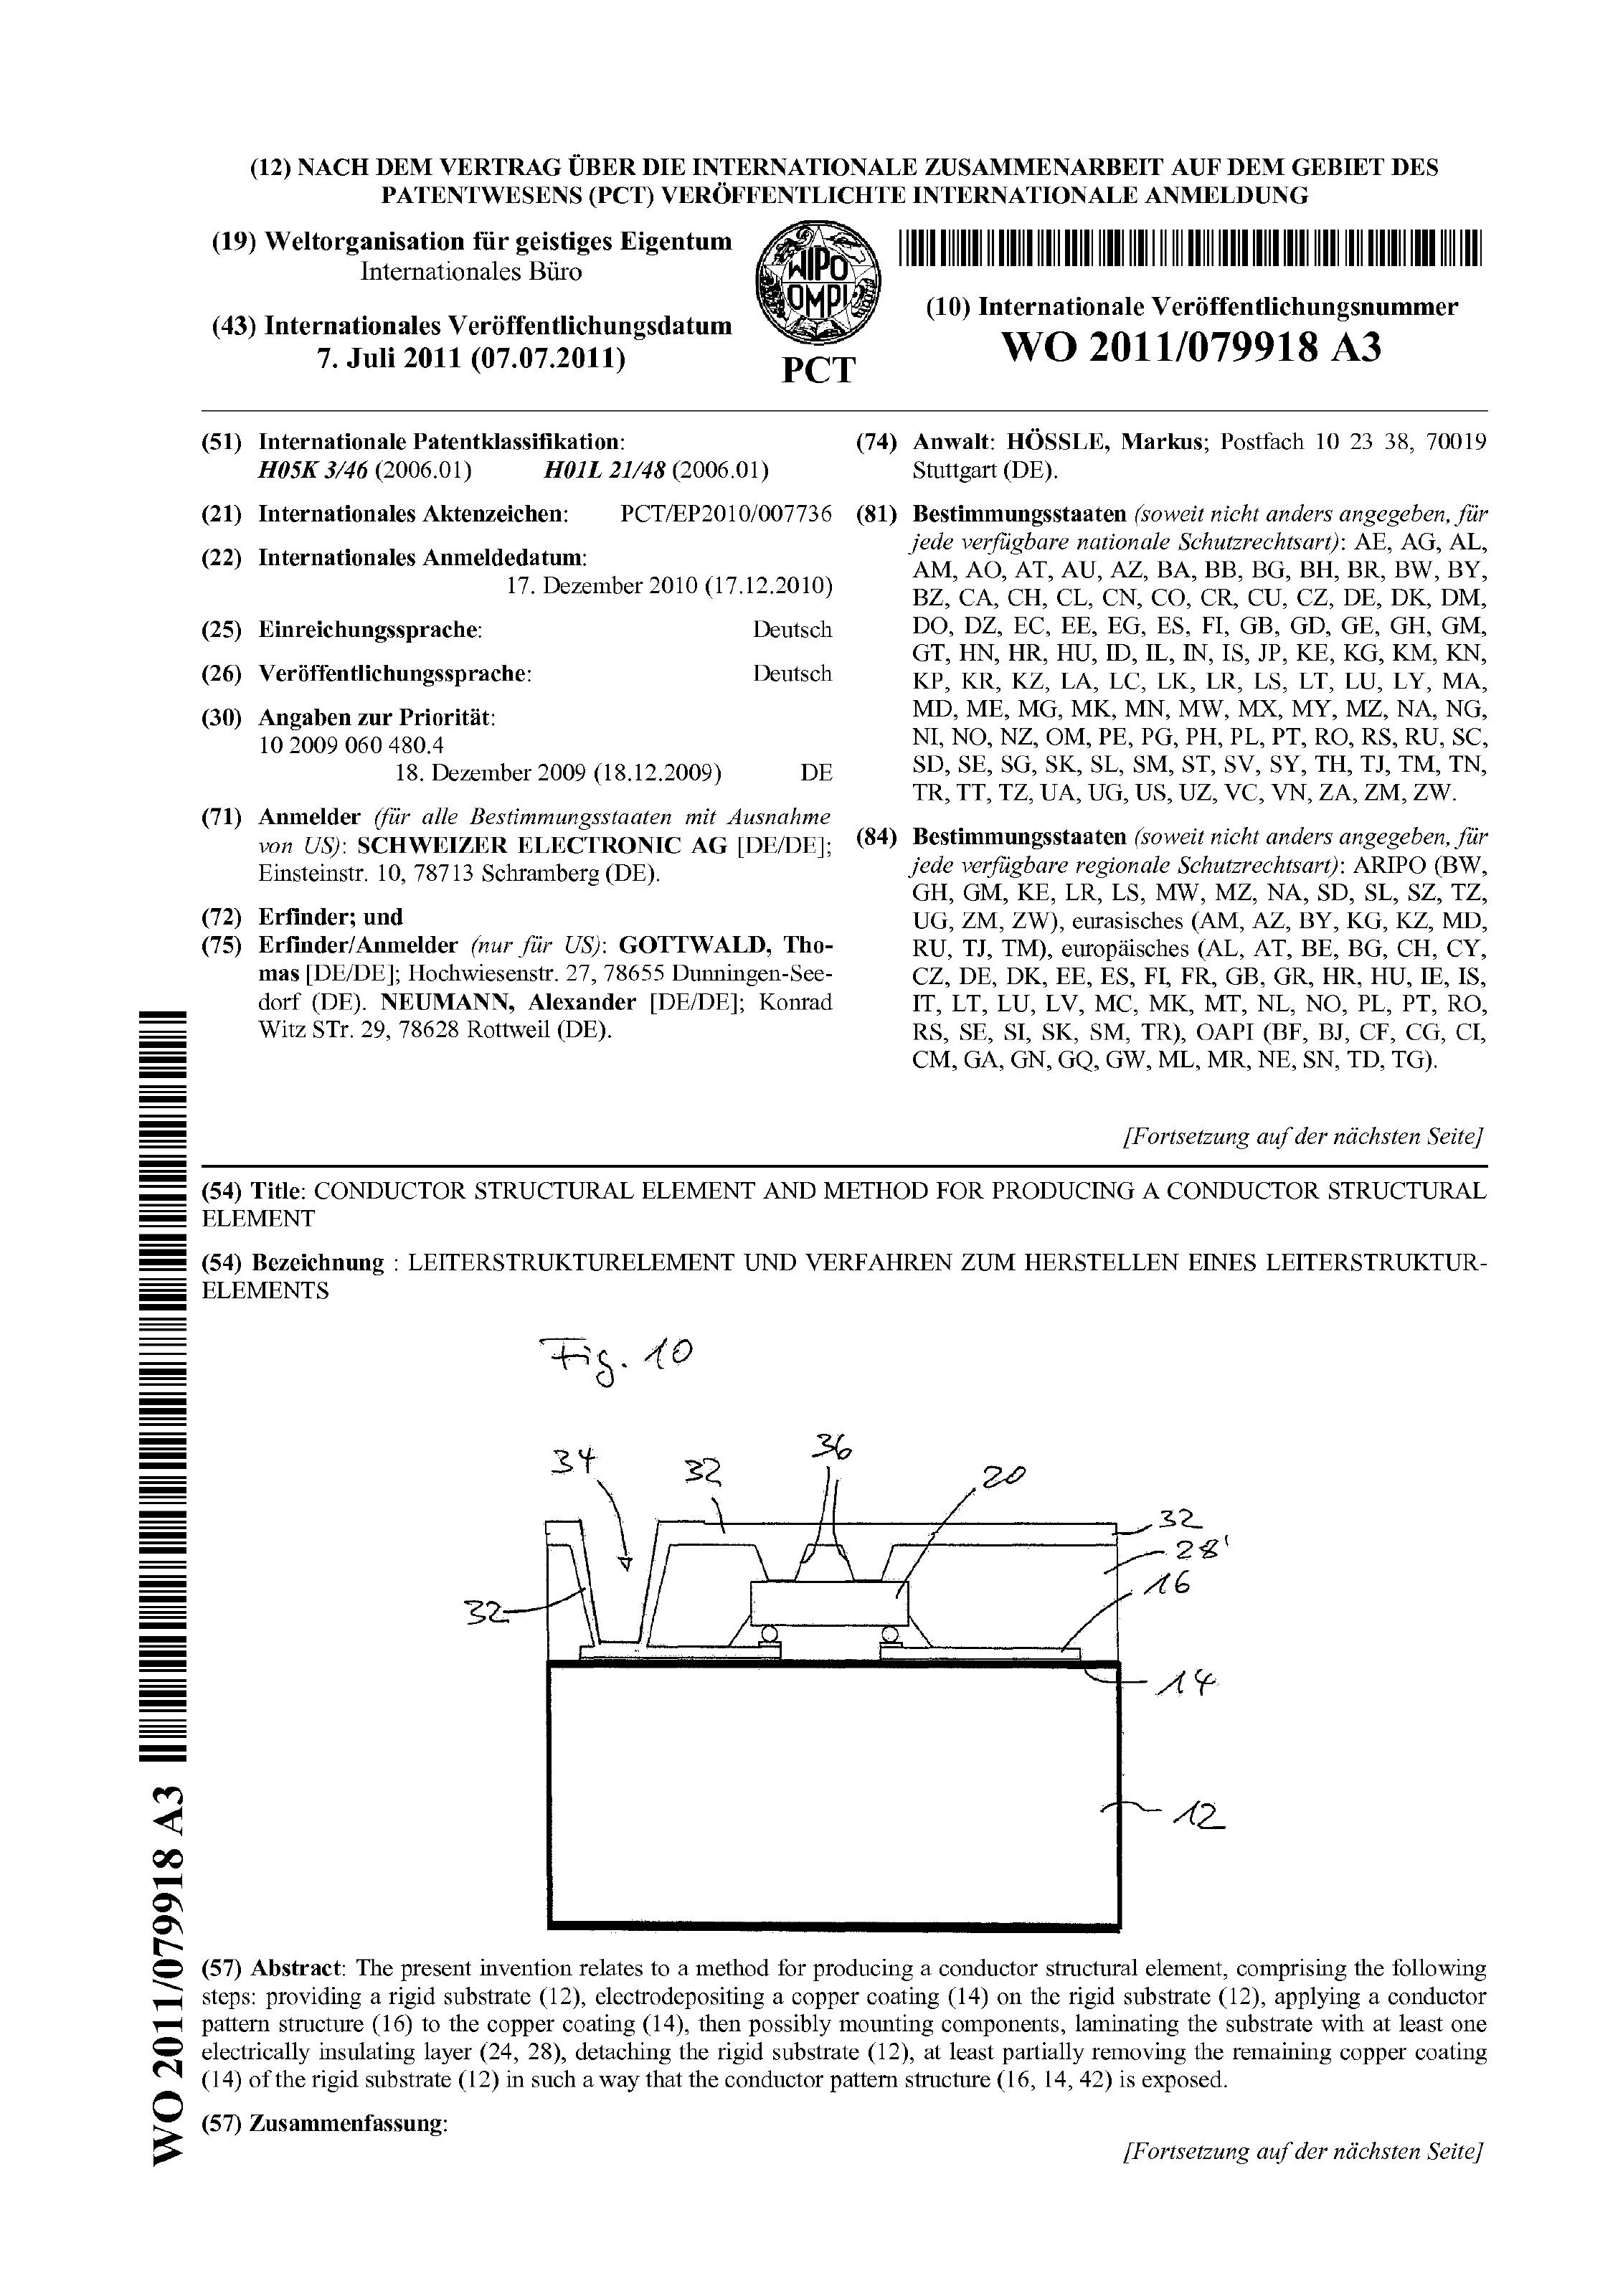 (12) NACH DEM VERTRAG ÜBER DIE INTERNATIONALE ZUSAMMENARBEIT AUF DEM GEBIET DES
PATENTWESENS (PCT) VERÖFFENTLICHTE INTERNATIONALE ANMELDUNG
(19) Weltorganisation für geistiges Eigentum
Internationales Büro
(43) Internationales Veröffentlichungsdatum
7. Juli 2011 (07.07.2011)
WIPO
OMPI
PCT
(10) Internationale Veröffentlichungsnummer
WO 2011/079918 A3
(51) Internationale Patentklassifikation:
H05K 3/46 (2006.01) H01L 21/48 (2006.01)
(21) Internationales Aktenzeichen: PCT/EP2010/007736
(22) Internationales Anmeldedatum:
17. Dezember 2010 (17.12.2010)
(25) Einreichungssprache: Deutsch
(26) Veröffentlichungssprache: Deutsch
(30) Angaben zur Priorität:
10 2009 060 480.4
18. Dezember 2009 (18.12.2009) DE
(71) Anmelder (für alle Bestimmungsstaaten mit Ausnahme
von US): SCHWEIZER ELECTRONIC AG [DE/DE];
Einsteinstr. 10, 78713 Schramberg (DE).
(72) Erfinder; und
(75) Erfinder/Anmelder (nur für US): GOTTWALD, Tho-
mas [DE/DE]; Hochwiesenstr. 27, 78655 Dunningen-See-
dorf (DE). NEUMANN, Alexander [DE/DE]; Konrad
Witz STr. 29, 78628 Rottweil (DE).
(74) Anwalt: HÖSSLE, Markus; Postfach 10 23 38, 70019
Stuttgart (DE).
(81) Bestimmungsstaaten (soweit nicht anders angegeben, für
jede verfügbare nationale Schutzrechtsart): AE, AG, AL,
AM, AO, AT, AU, AZ, BA, BB, BG, BH, BR, BW, BY,
BZ, CA, CH, CL, CN, CO, CR, CU, CZ, DE, DK, DM,
DO, DZ, EC, EE, EG, ES, FI, GB, GD, GE, GH, GM,
GT, HN, HR, HU, ID, IL, IN, IS, JP, KE, KG, KM, KN,
KP, KR, KZ, LA, LC, LK, LR, LS, LT, LU, LY, MA,
MD, ME, MG, MK, MN, MW, MX, MY, MZ, NA, NG,
NI, NO, NZ, OM, PE, PG, PH, PL, PT, RO, RS, RU, SC,
SD, SE, SG, SK, SL, SM, ST, SV, SY, TH, TJ, TM, TN,
TR, TT, TZ, UA, UG, US, UZ, VC, VN, ZA, ZM, ZW.
(84) Bestimmungsstaaten (soweit nicht anders angegeben, für
jede verfügbare regionale Schutzrechtsart): ARIPO (BW,
GH, GM, KE, LR, LS, MW, MZ, NA, SD, SL, SZ, TZ,
UG, ZM, ZW), eurasisches (AM, AZ, BY, KG, KZ, MD,
RU, TJ, TM), europäisches (AL, AT, BE, BG, CH, CY,
CZ, DE, DK, EE, ES, FI, FR, GB, GR, HR, HU, IE, IS,
IT, LT, LU, LV, MC, MK, MT, NL, NO, PL, PT, RO,
RS, SE, SI, SK, SM, TR), OAPI (BF, BJ, CF, CG, CI,
CM, GA, GN, GQ, GW, ML, MR, NE, SN, TD, TG).
[Fortsetzung auf der nächsten Seite]
(54) Title: CONDUCTOR STRUCTURAL ELEMENT AND METHOD FOR PRODUCING A CONDUCTOR STRUCTURAL
ELEMENT
(54) Bezeichnung : LEITERSTRUKTURELEMENT UND VERFAHREN ZUM HERSTELLEN EINES LEITERSTRUKTUR-
ELEMENTS
Fig. 10
34
32
36
20
32
28'
16
32
14
12
(57) Abstract: The present invention relates to a method for producing a conductor structural element, comprising the following
steps: providing a rigid substrate (12), electrodepositing a copper coating (14) on the rigid substrate (12), applying a conductor
pattern structure (16) to the copper coating (14), then possibly mounting components, laminating the substrate with at least one
electrically insulating layer (24, 28), detaching the rigid substrate (12), at least partially removing the remaining copper coating
(14) of the rigid substrate (12) in such a way that the conductor pattern structure (16, 14, 42) is exposed.
(57) Zusammenfassung:
[Fortsetzung auf der nächsten Seite]
WO 2011/079918 A3